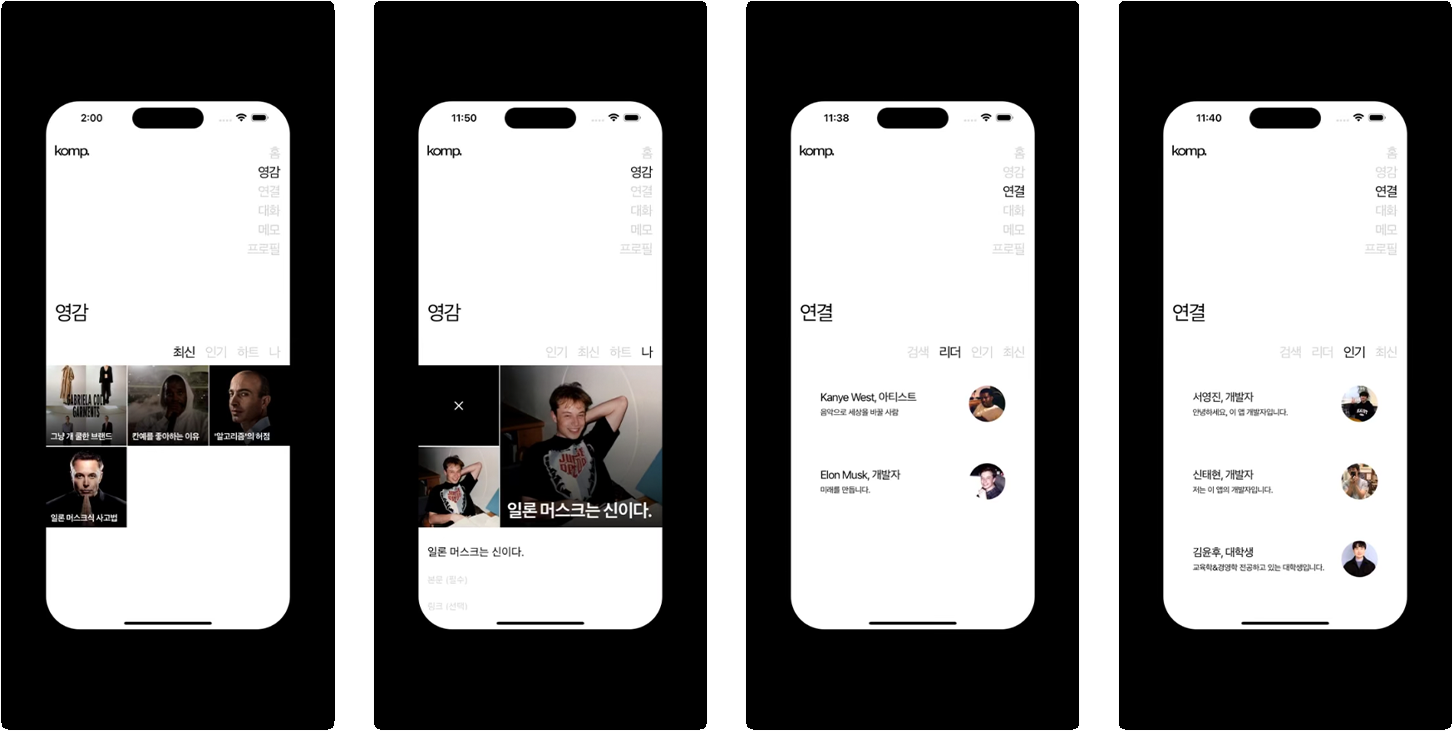 2:00
komp.
홈
영감
연결
대화
메모
프로필
영감
최신 인기 하트 나
GABRIELA COLL
GARMENTS
그냥 개 쿨한 브랜드
칸예를 좋아하는 이유
'알고리즘'의 허점
일론 머스크식 사고법
11:50
komp.
홈
영감
연결
대화
메모
프로필
영감
인기 최신 하트 나
일론 머스크는 신이다.
일론 머스크는 신이다.
본문 (필수)
링크 (선택)
11:38
komp.
홈
영감
연결
대화
메모
프로필
연결
검색 리더 인기 최신
Kanye West, 아티스트
음악으로 세상을 바꿀 사람
Elon Musk, 개발자
미래를 만듭니다.
11:40
komp.
홈
영감
연결
대화
메모
프로필
연결
검색 리더 인기 최신
서영진, 개발자
안녕하세요, 이 앱 개발자입니다.
신태현, 개발자
저는 이 앱의 개발자입니다.
김윤후, 대학생
교육학&경영학 전공하고 있는 대학생입니다.